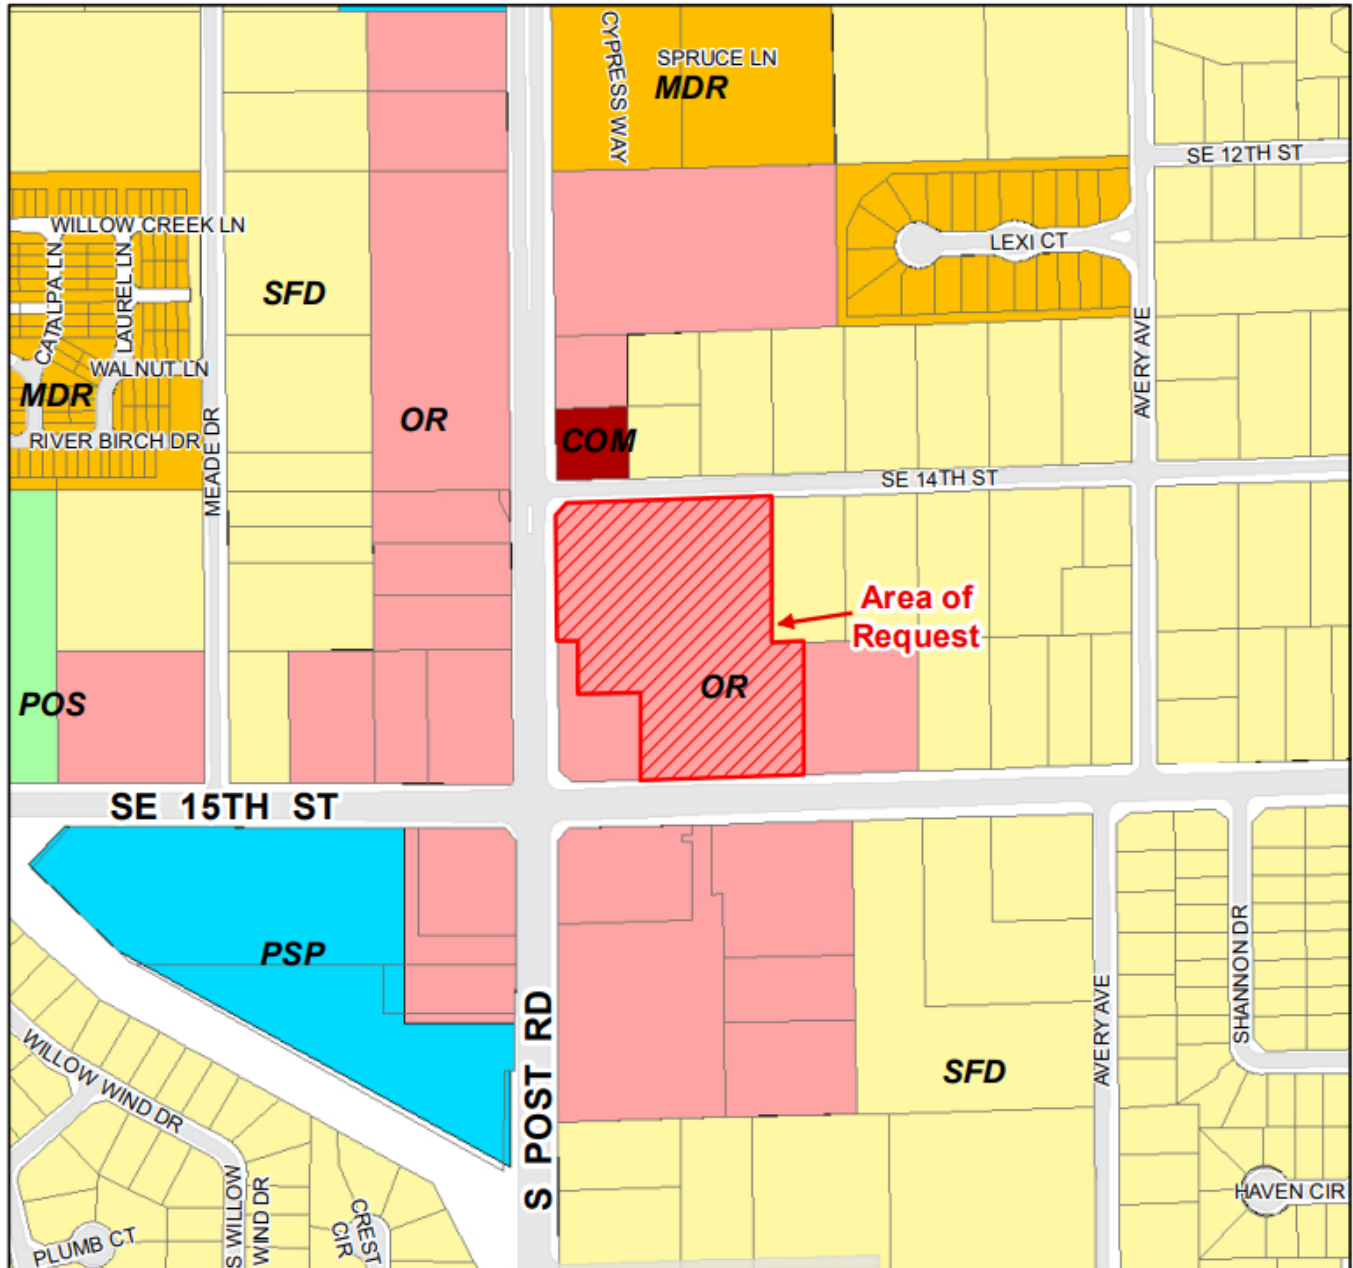 CYPRESS WAY
SPRUCE LN
MDR
SE 12TH ST
WILLOW CREEK LN
LEXI CT
CATALPA LN
LAUREL LN
SFD
AVERY AVE
WALNUT LN
MDR
OR
COM
RIVER BIRCH DR
MEADE DR
SE 14TH ST
Area of
Request
OR
POS
SE 15TH ST
PSP
SHANNON DR
S POST RD
AVERY AVE
SFD
WILLOW WIND DR
S WILLOW
WIND DR
CREST
CIR
HAVEN CIR
PLUMB CT